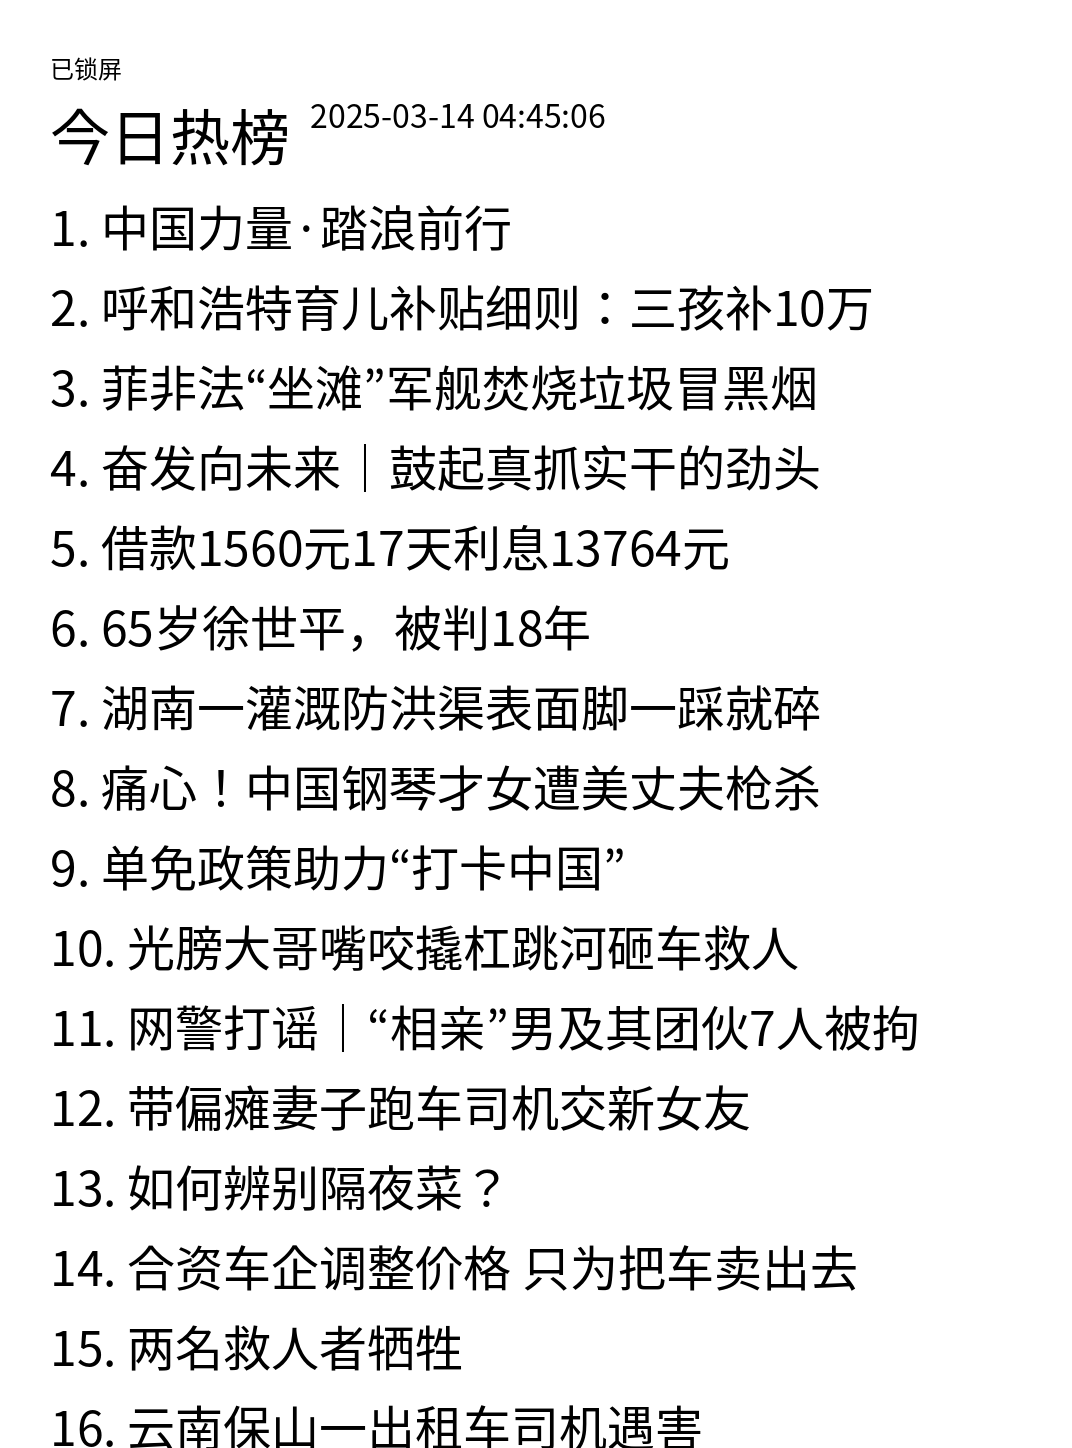 已锁屏
今日热榜 2025-03-14 04:45:06
1. 中国力量·踏浪前行
2. 呼和浩特育儿补贴细则：三孩补10万
3. 菲非法“坐滩”军舰焚烧垃圾冒黑烟
4. 奋发向未来｜鼓起真抓实干的劲头
5. 借款1560元17天利息13764元
6. 65岁徐世平，被判18年
7. 湖南一灌溉防洪渠表面脚一踩就碎
8. 痛心！中国钢琴才女遭美丈夫枪杀
9. 单免政策助力“打卡中国”
10. 光膀大哥嘴咬撬杠跳河砸车救人
11. 网警打谣｜“相亲”男及其团伙7人被拘
12. 带偏瘫妻子跑车司机交新女友
13. 如何辨别隔夜菜？
14. 合资车企调整价格 只为把车卖出去
15. 两名救人者牺牲
16. 云南保山一出租车司机遇害